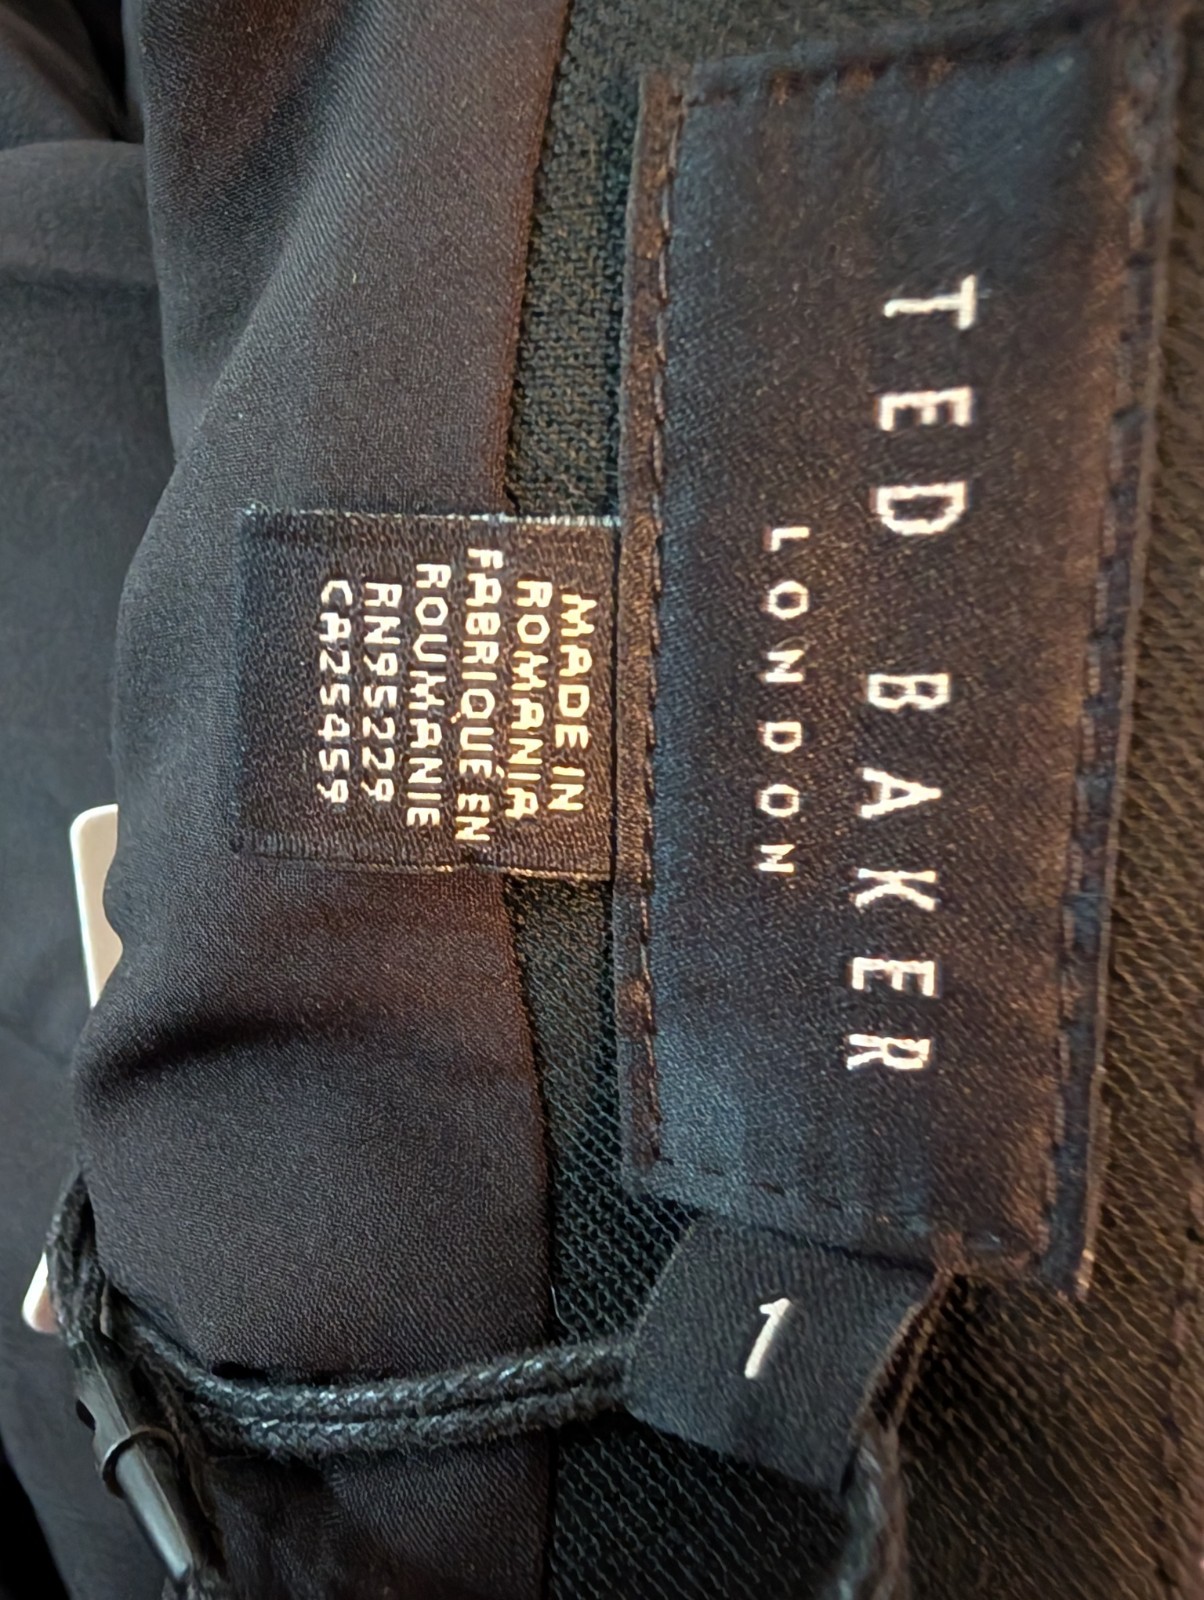 TED BAKER
LONDON
MADE IN
ROMANIA
FABRIQUÉ EN
ROUMANIE
RN95229
CA25459
1